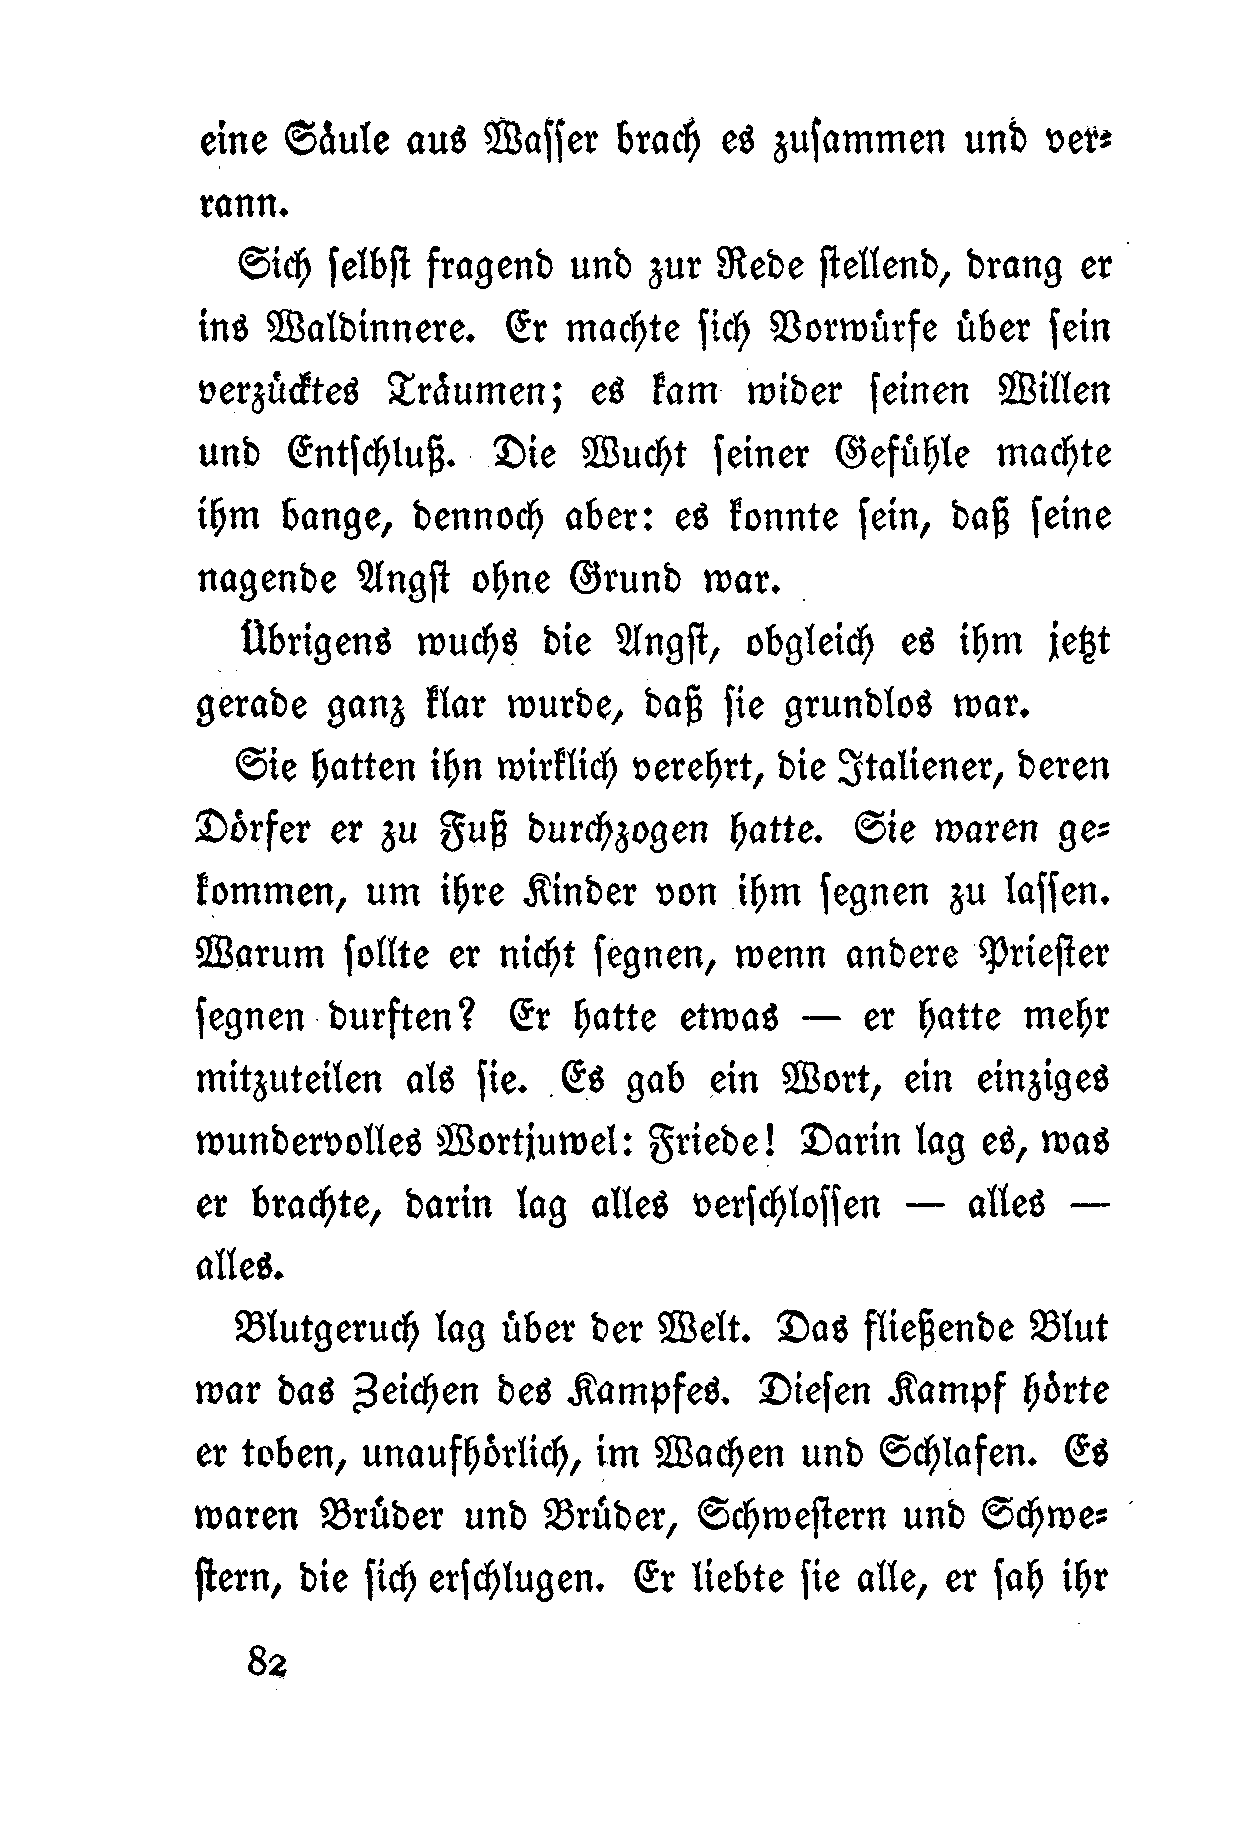 eine Säule aus Waſſer brach es zuſammen und ver⸗
rann.
Sich ſelbſt fragend und zur Rede ſtellend, drang er
ins Waldinnere. Er machte ſich Vorwürfe über ſein
verzücktes Träumen; es kam wider ſeinen Willen
und Entſchluß. Die Wucht ſeiner Gefühle machte
ihm bange, dennoch aber: es konnte ſein, daß ſeine
nagende Angſt ohne Grund war.
Übrigens wuchs die Angſt, obgleich es ihm jetzt
gerade ganz klar wurde, daß ſie grundlos war.
Sie hatten ihn wirklich verehrt, die Italiener, deren
Dörfer er zu Fuß durchzogen hatte. Sie waren ge⸗
kommen, um ihre Kinder von ihm ſegnen zu laſſen.
Warum ſollte er nicht ſegnen, wenn andere Prieſter
ſegnen durften? Er hatte etwas — er hatte mehr
mitzuteilen als ſie. Es gab ein Wort, ein einziges
wundervolles Wortjuwel: Friede! Darin lag es, was
er brachte, darin lag alles verſchloſſen — alles —
alles.
Blutgeruch lag über der Welt. Das fließende Blut
war das Zeichen des Kampfes. Dieſen Kampf hörte
er toben, unaufhörlich, im Wachen und Schlafen. Es
waren Brüder und Brüder, Schweſtern und Schwe⸗
ſtern, die ſich erſchlugen. Er liebte ſie alle, er ſah ihr
82